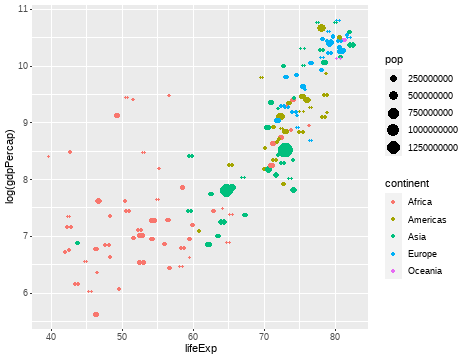 11
10
9
8
7
6
log(gdpPercap)
40
50
60
70
80
lifeExp
pop
250000000
500000000
750000000
1000000000
1250000000
continent
Africa
Americas
Asia
Europe
Oceania